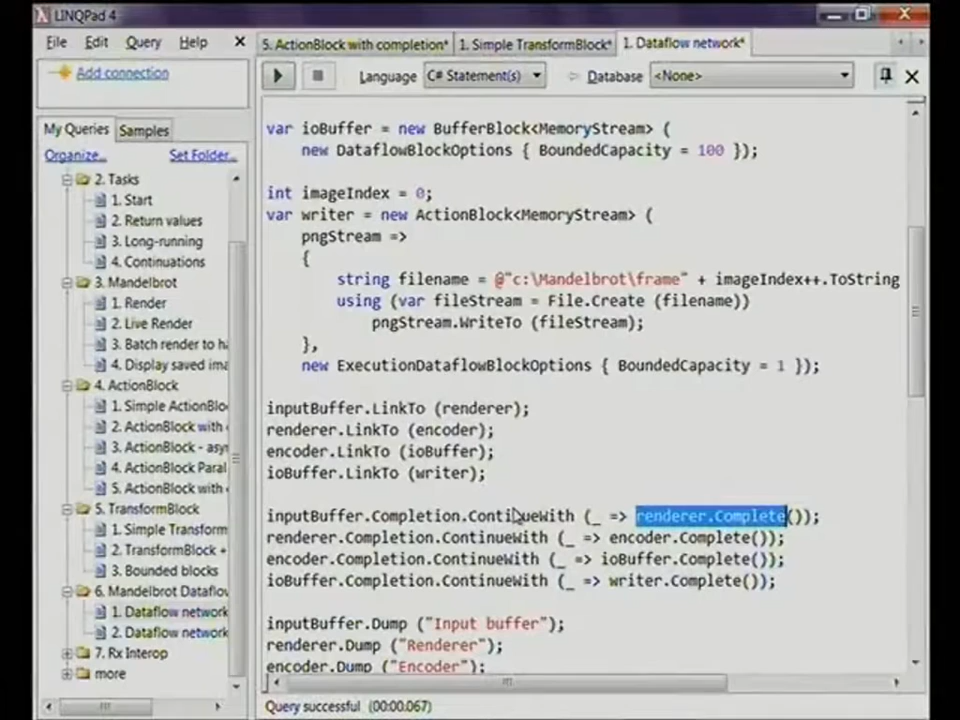 LINQPad 4
File Edit Query Help
5. ActionBlock with completion* 1. Simple TransformBlock* 1. Dataflow network*
Add connection
Language C# Statement(s) Database <None>
My Queries Samples
Organize... Set Folder...
2. Tasks
1. Start
2. Return values
3. Long-running
4. Continuations
3. Mandelbrot
1. Render
2. Live Render
3. Batch render to ha
4. Display saved ima
4. ActionBlock
1. Simple ActionBlo
2. ActionBlock with
3. ActionBlock - asy
4. ActionBlock Paral
5. ActionBlock with
5. TransformBlock
1. Simple Transform
2. TransformBlock +
3. Bounded blocks
6. Mandelbrot Dataflow
1. Dataflow network
2. Dataflow network
7. Rx Interop
more
var ioBuffer = new BufferBlock<MemoryStream> (
new DataflowBlockOptions { BoundedCapacity = 100 });
int imageIndex = 0;
var writer = new ActionBlock<MemoryStream> (
pngStream =>
{
string filename = @"c:\Mandelbrot\frame" + imageIndex++.ToString
using (var fileStream = File.Create (filename))
pngStream.WriteTo (fileStream);
},
new ExecutionDataflowBlockOptions { BoundedCapacity = 1 });
inputBuffer.LinkTo (renderer);
renderer.LinkTo (encoder);
encoder.LinkTo (ioBuffer);
ioBuffer.LinkTo (writer);
inputBuffer.Completion.ContinueWith (_ => renderer.Complete());
renderer.Completion.ContinueWith (_ => encoder.Complete());
encoder.Completion.ContinueWith (_ => ioBuffer.Complete());
ioBuffer.Completion.ContinueWith (_ => writer.Complete());
inputBuffer.Dump ("Input buffer");
renderer.Dump ("Renderer");
encoder.Dump ("Encoder");
Query successful (00:00.067)